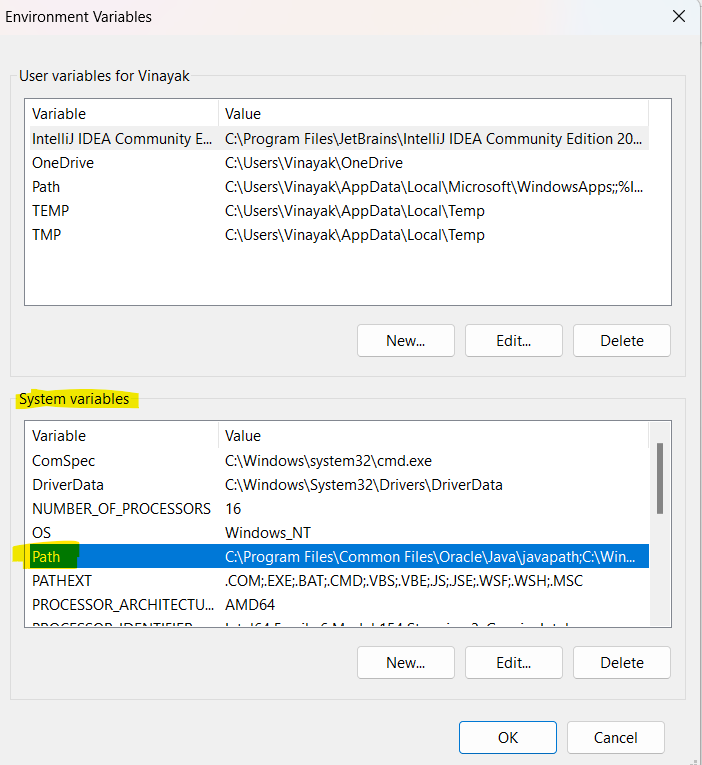 Environment Variables
User variables for Vinayak
Variable Value
IntelliJ IDEA Community E... C:\Program Files\JetBrains\IntelliJ IDEA Community Edition 20...
OneDrive C:\Users\Vinayak\OneDrive
Path C:\Users\Vinayak\AppData\Local\Microsoft\WindowsApps;;%I...
TEMP C:\Users\Vinayak\AppData\Local\Temp
TMP C:\Users\Vinayak\AppData\Local\Temp
New... Edit... Delete
System variables
Variable Value
ComSpec C:\Windows\system32\cmd.exe
DriverData C:\Windows\System32\Drivers\DriverData
NUMBER_OF_PROCESSORS 16
OS Windows_NT
Path C:\Program Files\Common Files\Oracle\Java\javapath;C:\Win...
PATHEXT .COM;.EXE;.BAT;.CMD;.VBS;.VBE;.JS;.JSE;.WSF;.WSH;.MSC
PROCESSOR_ARCHITECTU... AMD64
New... Edit... Delete
OK Cancel